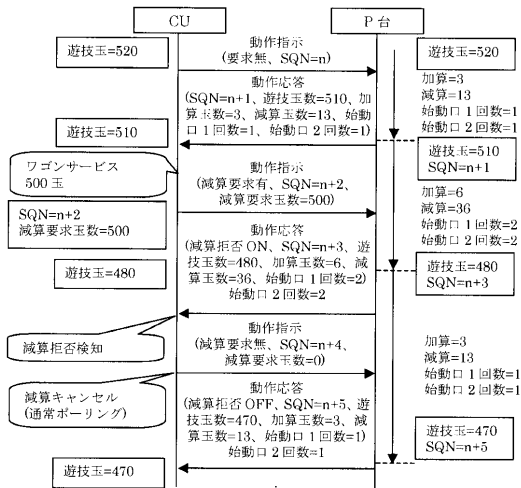 CU
P台
遊技玉=520
動作指示
(要求無、SQN=n)
遊技玉=520
動作応答
(SQN=n+1、遊技玉数=510、加
算玉数=3、減算玉数=13、始動
口1回数=1、始動口2回数=1)
加算=3
減算=13
始動口1回数=1
始動口2回数=1
遊技玉=510
遊技玉=510
SQN=n+1
ワゴンサービス
500玉
動作指示
(減算要求有、SQN=n+2、
減算要求玉数=500)
加算=6
減算=36
始動口1回数=2
始動口2回数=2
SQN=n+2
減算要求玉数=500
動作応答
(減算拒否ON、SQN=n+3、遊
技玉数=480、加算玉数=6、減
算玉数=36、始動口1回数=2)
始動口2回数=2
遊技玉=480
遊技玉=480
SQN=n+3
減算拒否検知
動作指示
(減算要求無、SQN=n+4、
減算要求玉数=0)
加算=3
減算=13
始動口1回数=1
始動口2回数=1
減算キャンセル
(通常ポーリング)
動作応答
(減算拒否OFF、SQN=n+5、遊
技玉数=470、加算玉数=3、減
算玉数=13、始動口1回数=1)
始動口2回数=1
遊技玉=470
SQN=n+5
遊技玉=470